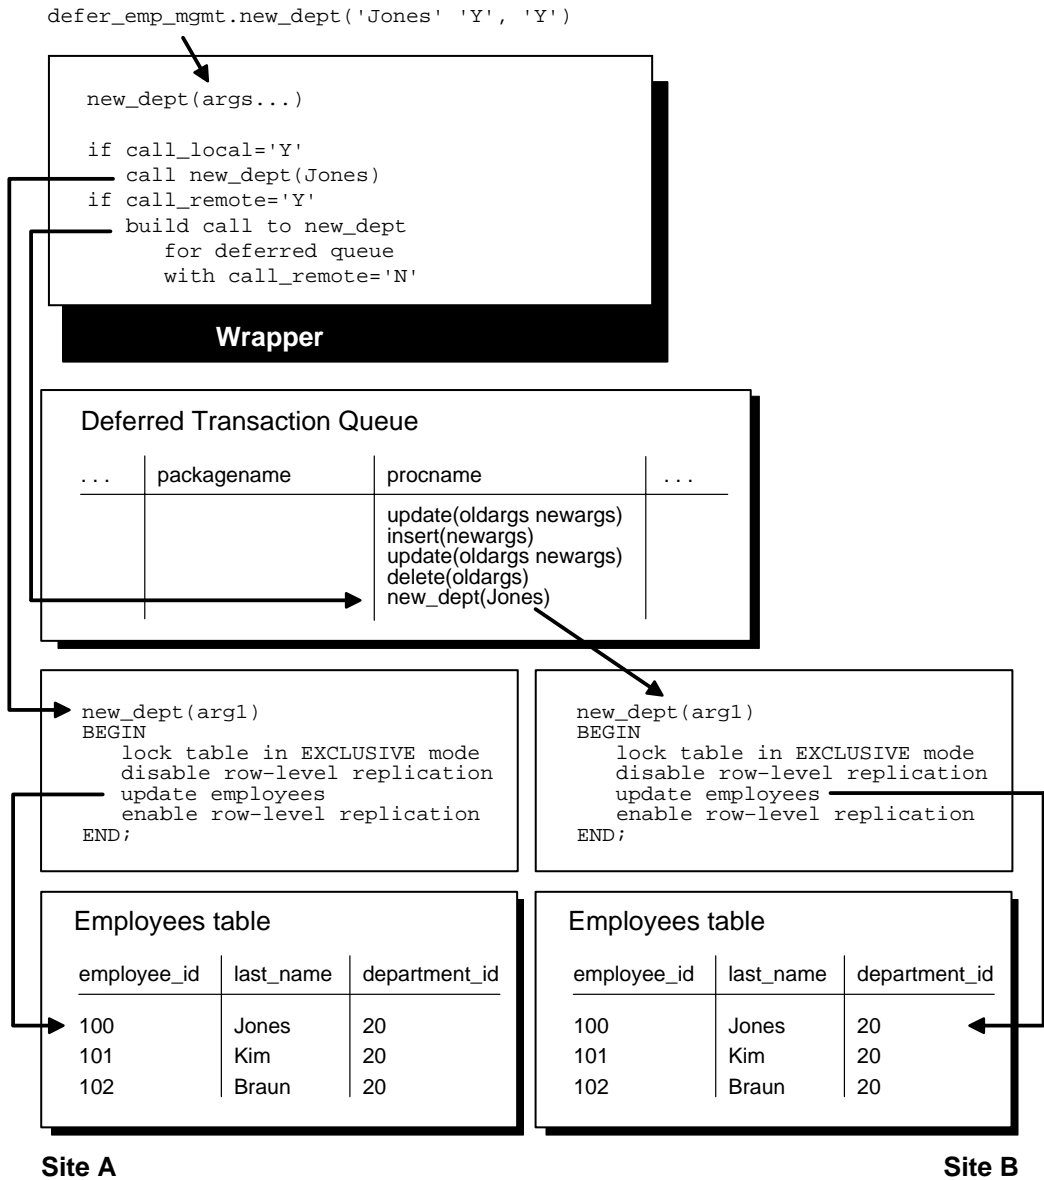 defer_emp_mgmt.new_dept('Jones' 'Y', 'Y')
new_dept(args...)
if call_local='Y'
call new_dept(Jones)
if call_remote='Y'
build call to new_dept
for deferred queue
with call_remote='N'
Wrapper
Deferred Transaction Queue
... packagename procname ...
update(oldargs newargs)
insert(newargs)
update(oldargs newargs)
delete(oldargs)
new_dept(Jones)
new_dept(arg1)
BEGIN
lock table in EXCLUSIVE mode
disable row-level replication
update employees
enable row-level replication
END;
new_dept(arg1)
BEGIN
lock table in EXCLUSIVE mode
disable row-level replication
update employees
enable row-level replication
END;
Employees table
employee_id last_name department_id
100 Jones 20
101 Kim 20
102 Braun 20
Employees table
employee_id last_name department_id
100 Jones 20
101 Kim 20
102 Braun 20
Site A
Site B